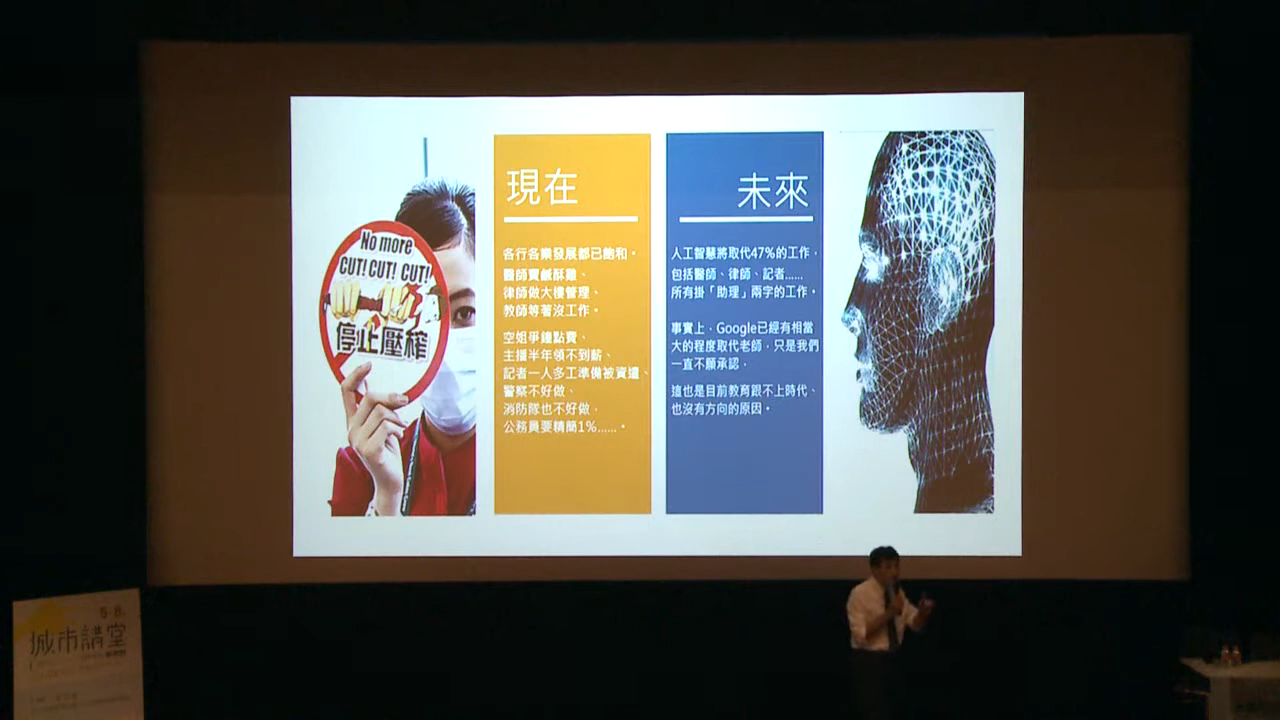 No more
CUT! CUT! CUT!
停止壓榨
現在
各行各業發展都已飽和。
醫師賣鹹酥雞、
律師做大樓管理、
教師等著沒工作。
空姐爭鐘點費、
主播半年領不到薪、
記者一人多工準備被資遣、
警察不好做、
消防隊也不好做，
公務員要精簡1%......。
未來
人工智慧將取代47%的工作，
包括醫師、律師、記者......
所有掛「助理」兩字的工作。
事實上，Google已經有相當
大的程度取代老師，只是我們
一直不願承認，
這也是目前教育跟不上時代、
也沒有方向的原因。
5-8
城市講堂